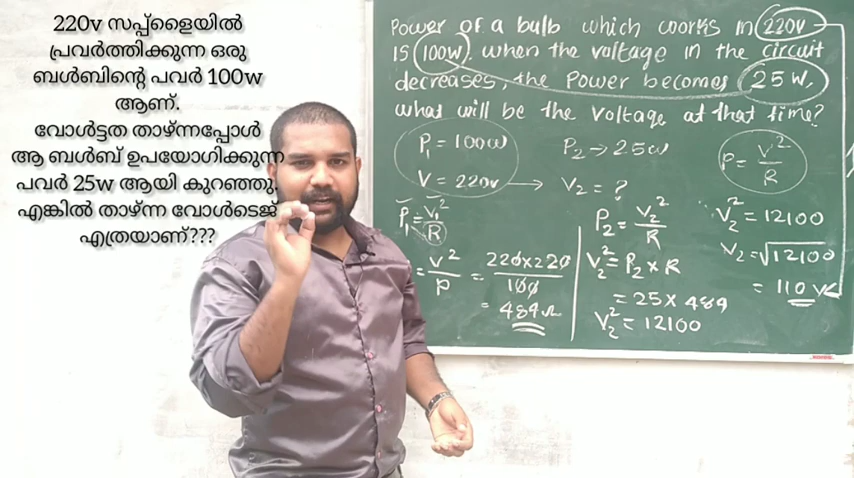 220v സപ്ളൈയിൽ
പ്രവർത്തിക്കുന്ന ഒരു
ബൾബിന്റെ പവർ 100w
ആണ്.
വോൾട്ടത താഴ്ന്നപ്പോൾ
ആ ബൾബ് ഉപയോഗിക്കുന്ന
പവർ 25w ആയി കുറഞ്ഞു.
എങ്കിൽ താഴ്ന്ന വോൾടെജ്
എത്രയാണ്???
Power of a bulb which works in 220v
is 100W. when the voltage in the circuit
decreases, the Power becomes 25W,
what will be the voltage at that time?
P₁ = 100W
V = 220v → V₂ = ?
P₂ → 25W
P = V²/R
P₁ = V₁²/R
= V²/P = 220x220/100
= 484Ω
P₂ = V₂²/R
V₂² = P₂ x R
= 25 x 484
V₂² = 12100
V₂² = 12100
V₂ = √12100
= 110 V